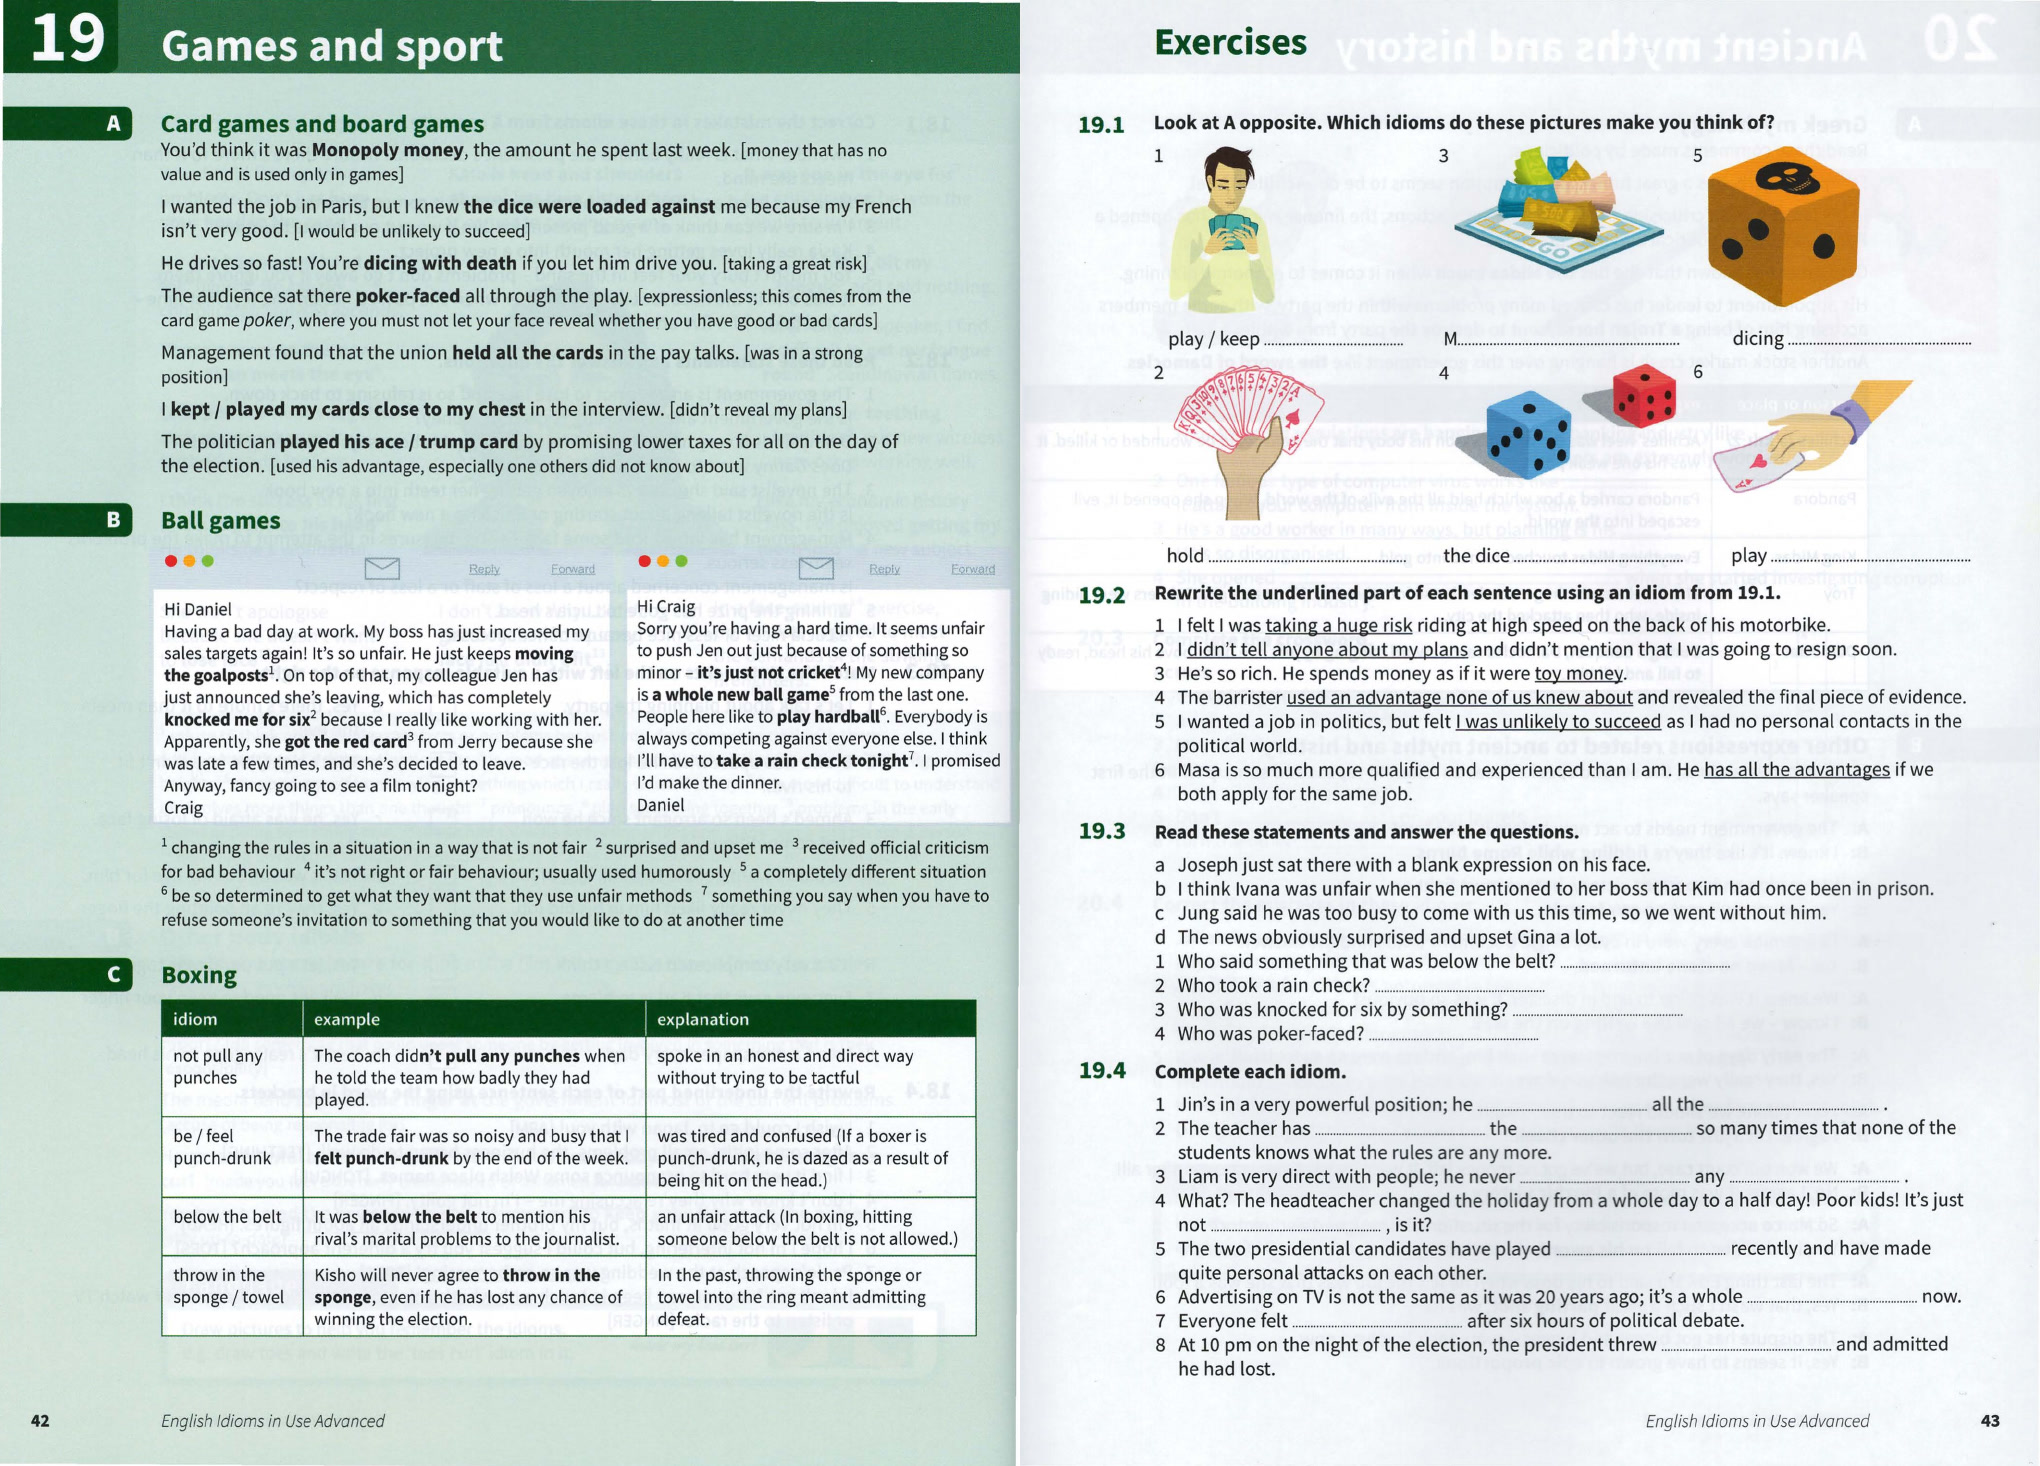 19
Games and sport
A
Card games and board games
You'd think it was Monopoly money, the amount he spent last week. [money that has no
value and is used only in games]
I wanted the job in Paris, but I knew the dice were loaded against me because my French
isn't very good. [I would be unlikely to succeed]
He drives so fast! You're dicing with death if you let him drive you. [taking a great risk]
The audience sat there poker-faced all through the play. [expressionless; this comes from the
card game poker, where you must not let your face reveal whether you have good or bad cards]
Management found that the union held all the cards in the pay talks. [was in a strong
position]
I kept / played my cards close to my chest in the interview. [didn't reveal my plans]
The politician played his ace / trump card by promising lower taxes for all on the day of
the election. [used his advantage, especially one others did not know about]
B
Ball games
Reply Forward
Hi Daniel
Having a bad day at work. My boss has just increased my
sales targets again! It's so unfair. He just keeps moving
the goalposts1. On top of that, my colleague Jen has
just announced she's leaving, which has completely
knocked me for six2 because I really like working with her.
Apparently, she got the red card3 from Jerry because she
was late a few times, and she's decided to leave.
Anyway, fancy going to see a film tonight?
Craig
Reply Forward
Hi Craig
Sorry you're having a hard time. It seems unfair
to push Jen out just because of something so
minor – it's just not cricket4! My new company
is a whole new ball game5 from the last one.
People here like to play hardball6. Everybody is
always competing against everyone else. I think
I'll have to take a rain check tonight7. I promised
I'd make the dinner.
Daniel
1 changing the rules in a situation in a way that is not fair 2 surprised and upset me 3 received official criticism
for bad behaviour 4 it's not right or fair behaviour; usually used humorously 5 a completely different situation
6 be so determined to get what they want that they use unfair methods 7 something you say when you have to
refuse someone's invitation to something that you would like to do at another time
C
Boxing
idiom example explanation
not pull any The coach didn't pull any punches when spoke in an honest and direct way
punches he told the team how badly they had without trying to be tactful
played.
be / feel The trade fair was so noisy and busy that I was tired and confused (If a boxer is
punch-drunk felt punch-drunk by the end of the week. punch-drunk, he is dazed as a result of
being hit on the head.)
below the belt It was below the belt to mention his an unfair attack (In boxing, hitting
rival's marital problems to the journalist. someone below the belt is not allowed.)
throw in the Kisho will never agree to throw in the In the past, throwing the sponge or
sponge / towel sponge, even if he has lost any chance of towel into the ring meant admitting
winning the election. defeat.
42 English Idioms in Use Advanced
Exercises
19.1 Look at A opposite. Which idioms do these pictures make you think of?
1 3 5
GO
500
play / keep M dicing
2 4 6
hold the dice play
19.2 Rewrite the underlined part of each sentence using an idiom from 19.1.
1 I felt I was taking a huge risk riding at high speed on the back of his motorbike.
2 I didn't tell anyone about my plans and didn't mention that I was going to resign soon.
3 He's so rich. He spends money as if it were toy money.
4 The barrister used an advantage none of us knew about and revealed the final piece of evidence.
5 I wanted a job in politics, but felt I was unlikely to succeed as I had no personal contacts in the
political world.
6 Masa is so much more qualified and experienced than I am. He has all the advantages if we
both apply for the same job.
19.3 Read these statements and answer the questions.
a Joseph just sat there with a blank expression on his face.
b I think Ivana was unfair when she mentioned to her boss that Kim had once been in prison.
c Jung said he was too busy to come with us this time, so we went without him.
d The news obviously surprised and upset Gina a lot.
1 Who said something that was below the belt?
2 Who took a rain check?
3 Who was knocked for six by something?
4 Who was poker-faced?
19.4 Complete each idiom.
1 Jin's in a very powerful position; he all the .
2 The teacher has the so many times that none of the
students knows what the rules are any more.
3 Liam is very direct with people; he never any .
4 What? The headteacher changed the holiday from a whole day to a half day! Poor kids! It's just
not , is it?
5 The two presidential candidates have played recently and have made
quite personal attacks on each other.
6 Advertising on TV is not the same as it was 20 years ago; it's a whole now.
7 Everyone felt after six hours of political debate.
8 At 10 pm on the night of the election, the president threw and admitted
he had lost.
English Idioms in Use Advanced 43